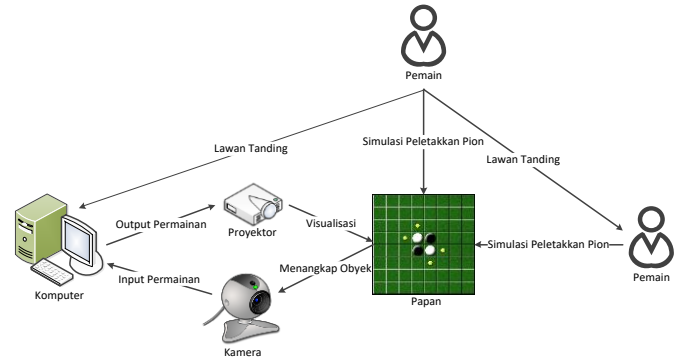 Pemain
Lawan Tanding
Simulasi Peletakkan Pion
Lawan Tanding
Output Permainan
Proyektor
Visualisasi
Simulasi Peletakkan Pion
Menangkap Obyek
Input Permainan
Komputer
Kamera
Papan
Pemain